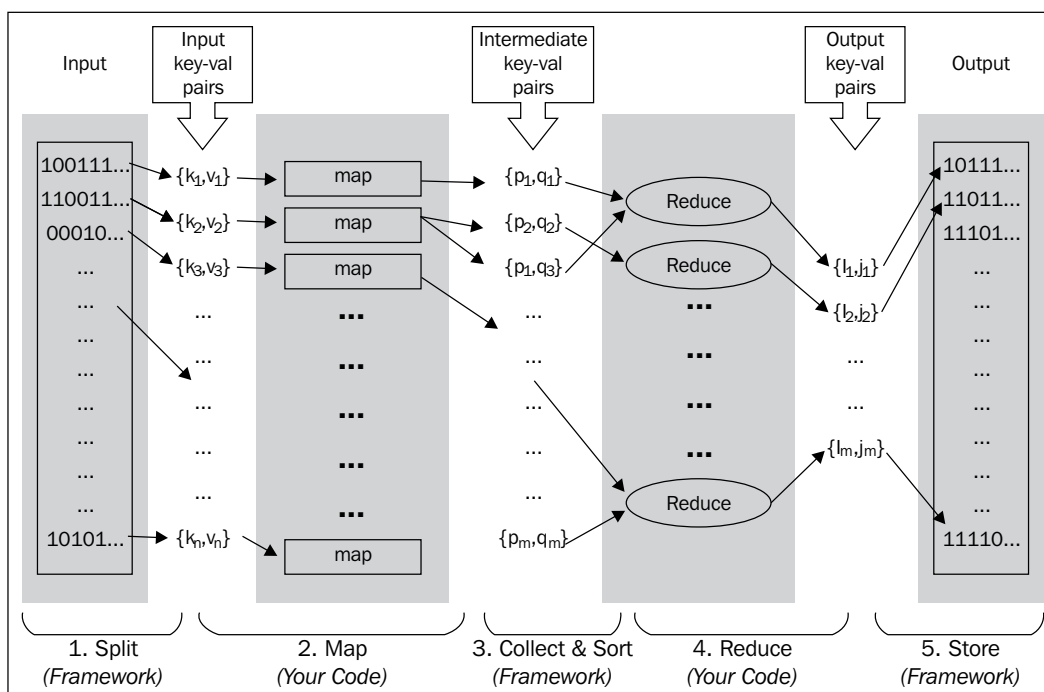 Input
Input
key-val
pairs
Intermediate
key-val pairs
Output
key-val
pairs
Output
100111...
110011...
00010...
...
...
...
...
...
...
...
...
10101...
{k₁,v₁}
{k₂,v₂}
{k₃,v₃}
...
...
...
...
...
{kₙ,vₙ}
map
map
map
...
...
...
...
...
map
{p₁,q₁}
{p₂,q₂}
{p₁,q₃}
...
...
...
...
...
{pₘ,qₘ}
Reduce
Reduce
...
...
...
...
Reduce
{l₁,j₁}
{l₂,j₂}
...
...
{lₘ,jₘ}
10111...
11011...
11101...
...
...
...
...
...
...
...
...
11110...
1. Split
(Framework)
2. Map
(Your Code)
3. Collect & Sort
(Framework)
4. Reduce
(Your Code)
5. Store
(Framework)